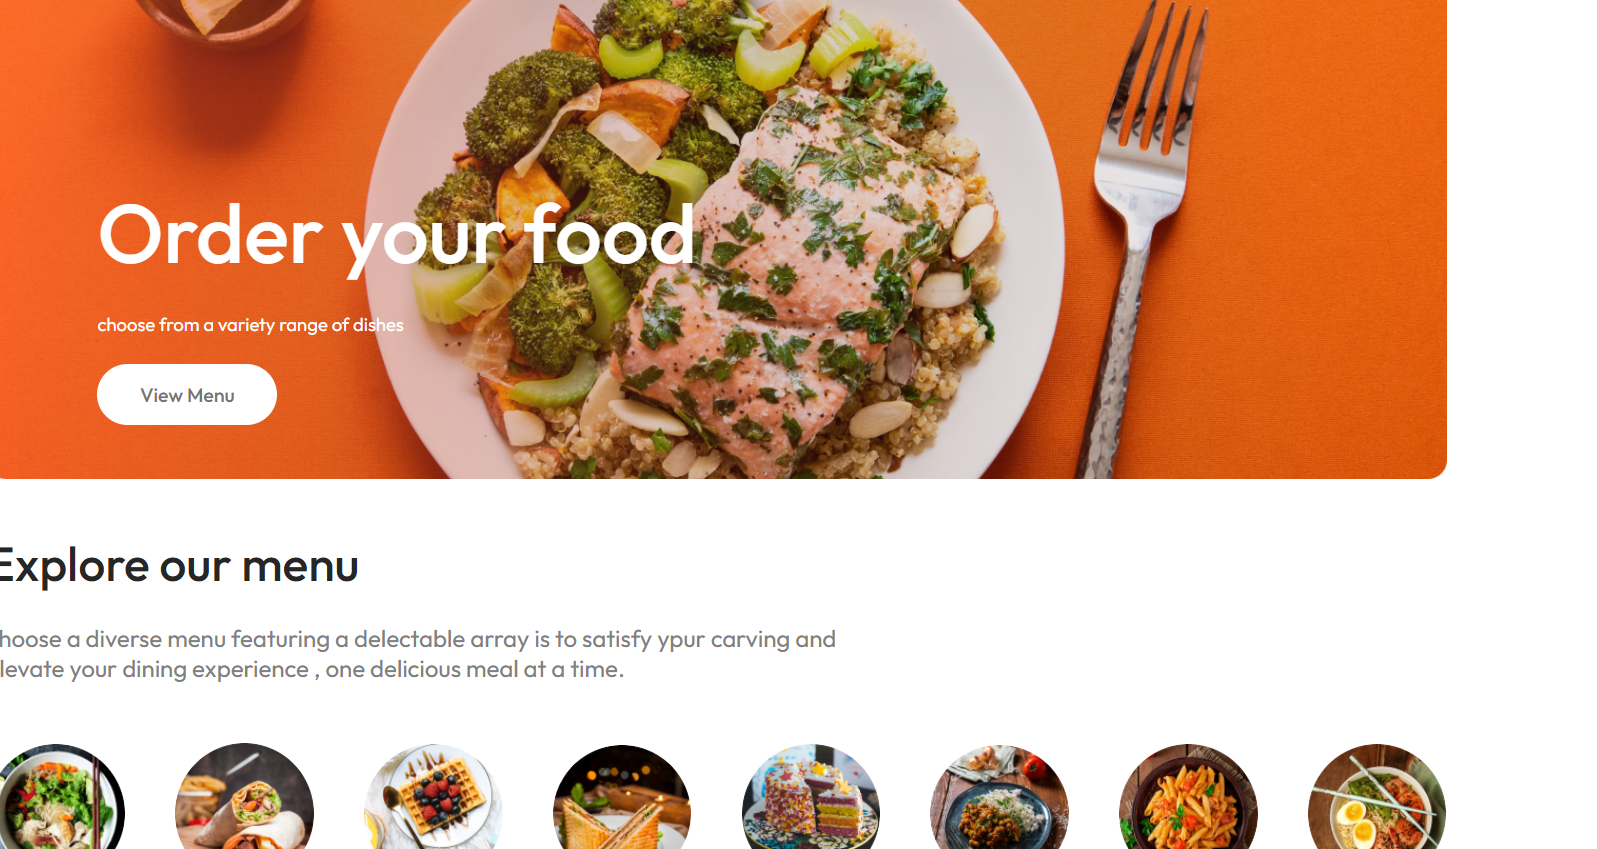 Order your food
choose from a variety range of dishes
View Menu
Explore our menu
hoose a diverse menu featuring a delectable array is to satisfy ypur carving and
levate your dining experience , one delicious meal at a time.